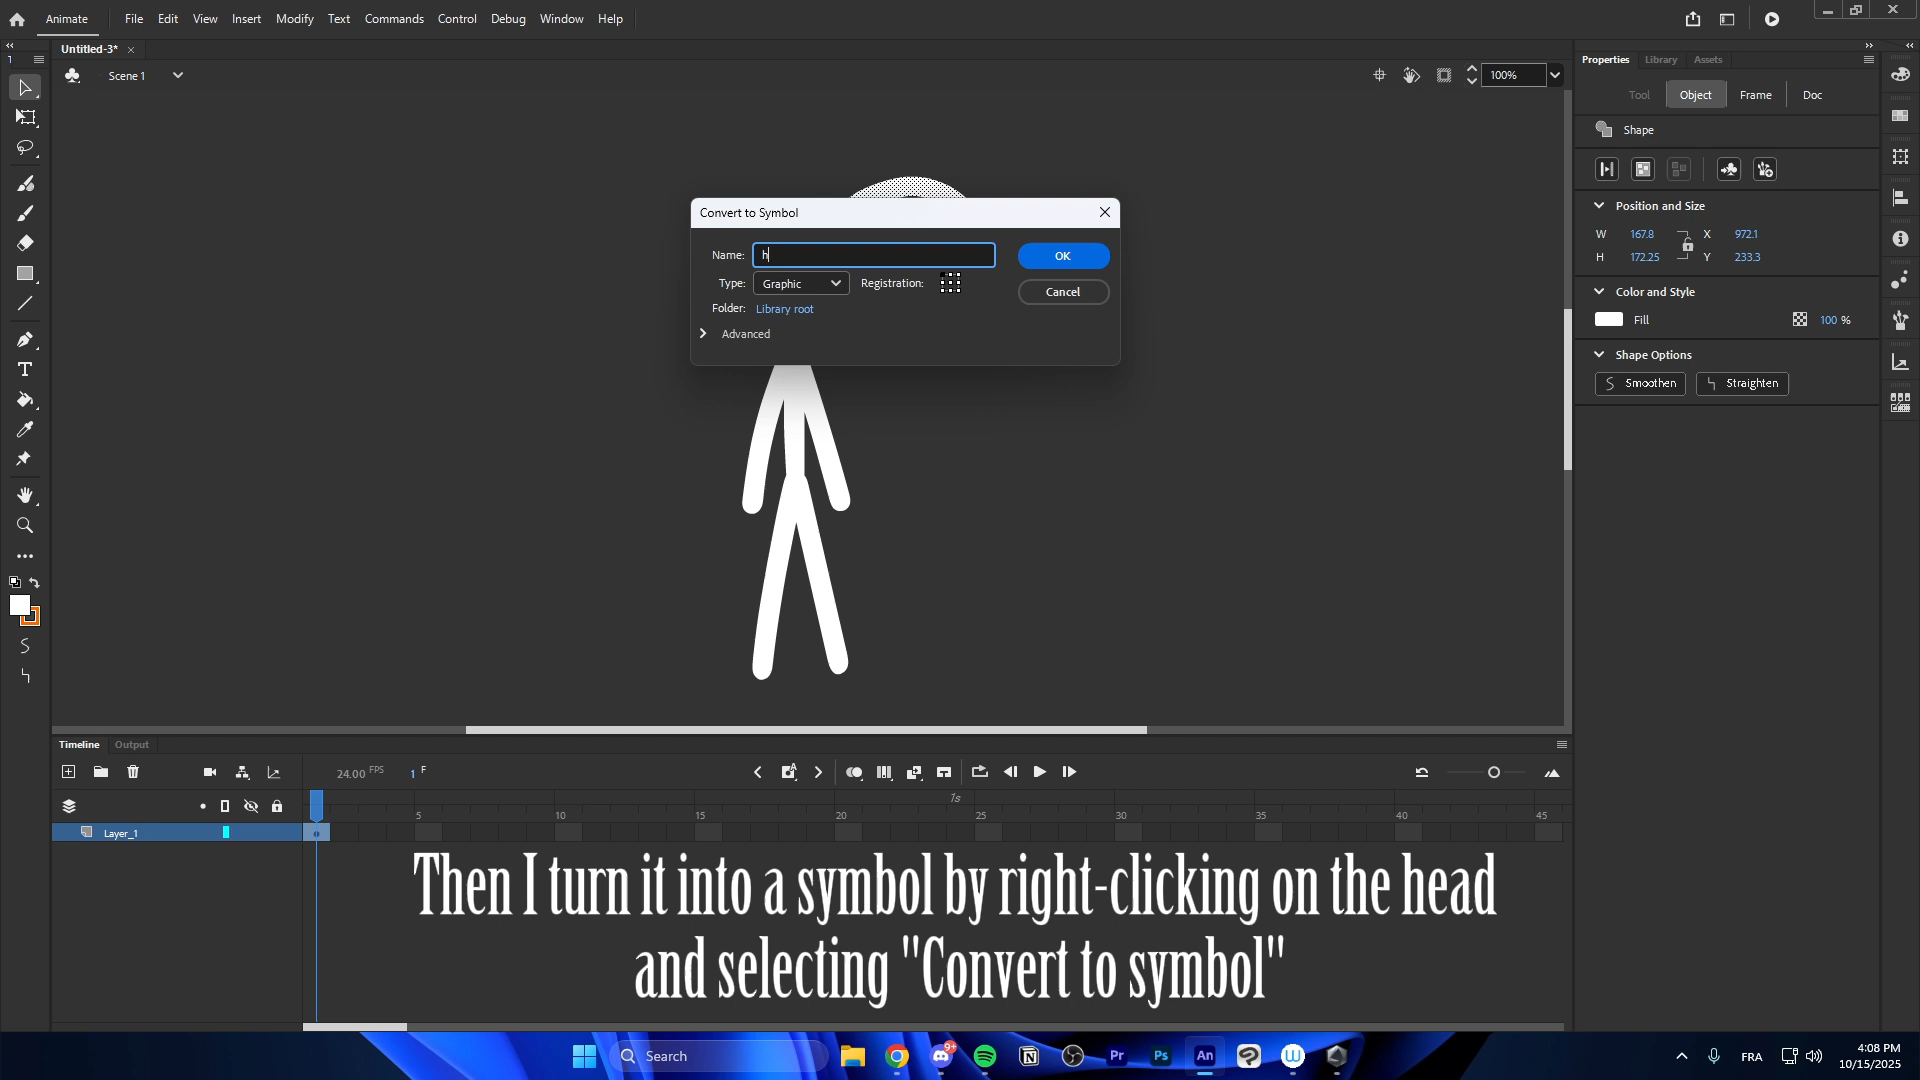 Animate
File Edit View Insert Modify Text Commands Control Debug Window Help
Untitled-3*
1
Scene 1
100%
Properties Library Assets
Tool Object Frame Doc
Shape
Position and Size
W 167.8 X 972.1
H 172.25 Y 233.3
Color and Style
Fill 100 %
Shape Options
Smoothen Straighten
Convert to Symbol
Name: h
OK
Type: Graphic Registration:
Cancel
Folder: Library root
Advanced
Timeline Output
24.00 FPS 1 F
1s
5 10 15 20 25 30 35 40 45
Layer_1
Then I turn it into a symbol by right-clicking on the head
and selecting "Convert to symbol"
Search
9+
Pr Ps An
FRA
4:08 PM
10/15/2025